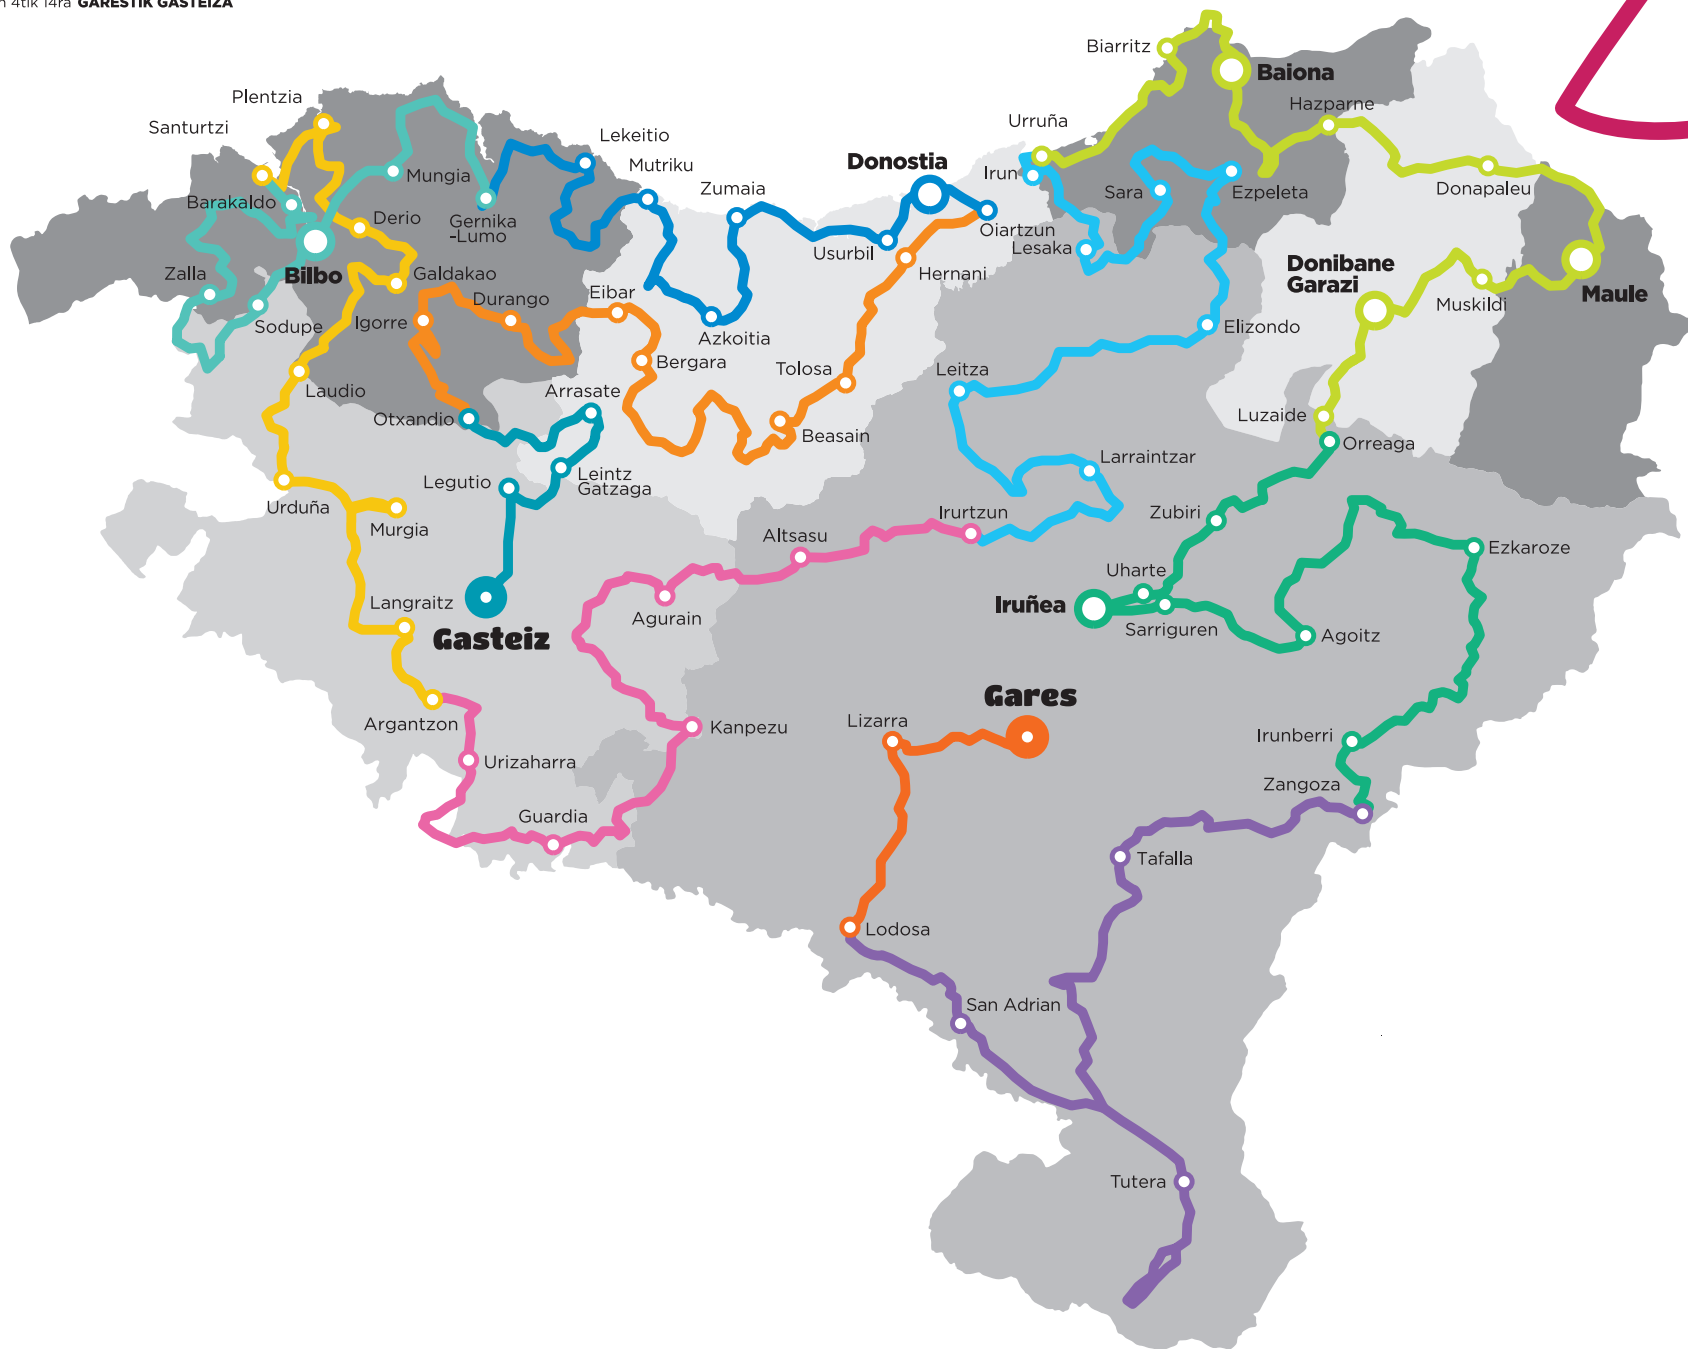 4tik 14ra GARESTIK GASTEIZA
Biarritz
Baiona
Plentzia
Hazparne
Santurtzi
Urruña
Lekeitio
Donostia
Mutriku
Irun
Mungia
Zumaia
Sara
Ezpeleta
Donapaleu
Barakaldo
Derio
Gernika
-Lumo
Oiartzun
Lesaka
Usurbil
Zalla
Bilbo
Galdakao
Hernani
Donibane
Garazi
Maule
Eibar
Durango
Muskildi
Sodupe
Igorre
Azkoitia
Elizondo
Bergara
Tolosa
Leitza
Laudio
Arrasate
Otxandio
Luzaide
Beasain
Orreaga
Legutio
Leintz
Gatzaga
Larraintzar
Urduña
Murgia
Altsasu
Irurtzun
Zubiri
Ezkaroze
Uharte
Langraitz
Iruñea
Agurain
Sarriguren
Agoitz
Gasteiz
Gares
Argantzon
Kanpezu
Lizarra
Irunberri
Urizaharra
Zangoza
Guardia
Tafalla
Lodosa
San Adrian
Tutera